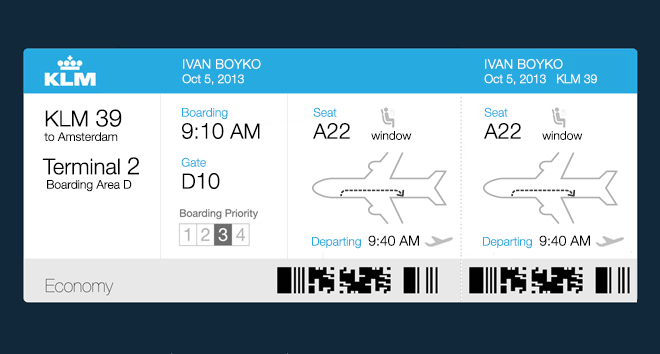 KLM
IVAN BOYKO
Oct 5, 2013
IVAN BOYKO
Oct 5, 2013 KLM 39
KLM 39
to Amsterdam
Terminal 2
Boarding Area D
Boarding
9:10 AM
Gate
D10
Boarding Priority
1 2 3 4
Seat
A22
window
Departing 9:40 AM
Seat
A22
window
Departing 9:40 AM
Economy